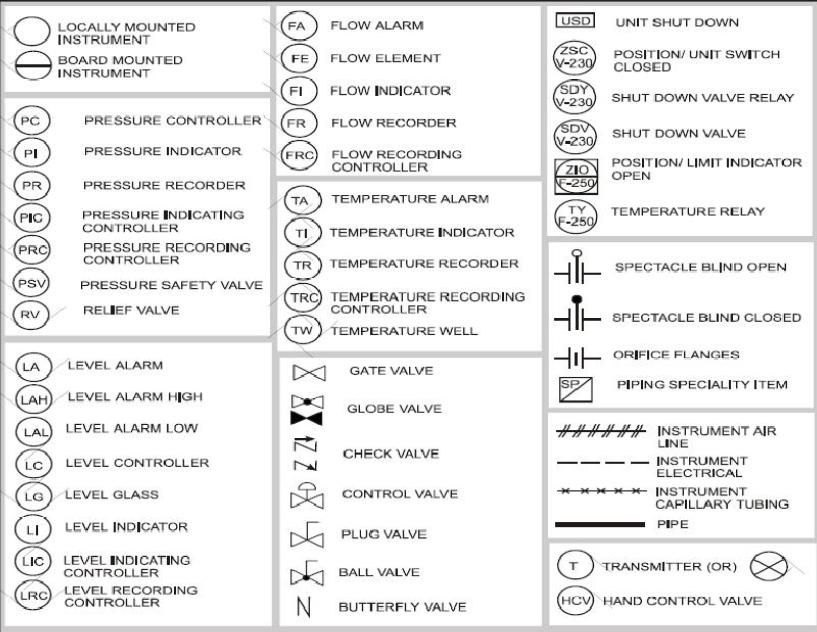 LOCALLY MOUNTED
INSTRUMENT
BOARD MOUNTED
INSTRUMENT
PC PRESSURE CONTROLLER
PI PRESSURE INDICATOR
PR PRESSURE RECORDER
PIC PRESSURE INDICATING
CONTROLLER
PRC PRESSURE RECORDING
CONTROLLER
PSV PRESSURE SAFETY VALVE
RV RELIEF VALVE
LA LEVEL ALARM
LAH LEVEL ALARM HIGH
LAL LEVEL ALARM LOW
LC LEVEL CONTROLLER
LG LEVEL GLASS
LI LEVEL INDICATOR
LIC LEVEL INDICATING
CONTROLLER
LRC LEVEL RECORDING
CONTROLLER
FA FLOW ALARM
FE FLOW ELEMENT
FI FLOW INDICATOR
FR FLOW RECORDER
FRC FLOW RECORDING
CONTROLLER
TA TEMPERATURE ALARM
TI TEMPERATURE INDICATOR
TR TEMPERATURE RECORDER
TRC TEMPERATURE RECORDING
CONTROLLER
TW TEMPERATURE WELL
GATE VALVE
GLOBE VALVE
CHECK VALVE
CONTROL VALVE
PLUG VALVE
BALL VALVE
BUTTERFLY VALVE
USD UNIT SHUT DOWN
ZSC
V-230
POSITION/ UNIT SWITCH
CLOSED
SDY
V-230
SHUT DOWN VALVE RELAY
SDV
V-230
SHUT DOWN VALVE
ZIO
F-250
POSITION/ LIMIT INDICATOR
OPEN
TY
F-250
TEMPERATURE RELAY
SPECTACLE BLIND OPEN
SPECTACLE BLIND CLOSED
ORIFICE FLANGES
SP PIPING SPECIALITY ITEM
INSTRUMENT AIR
LINE
INSTRUMENT
ELECTRICAL
INSTRUMENT
CAPILLARY TUBING
PIPE
T TRANSMITTER (OR)
HCV HAND CONTROL VALVE